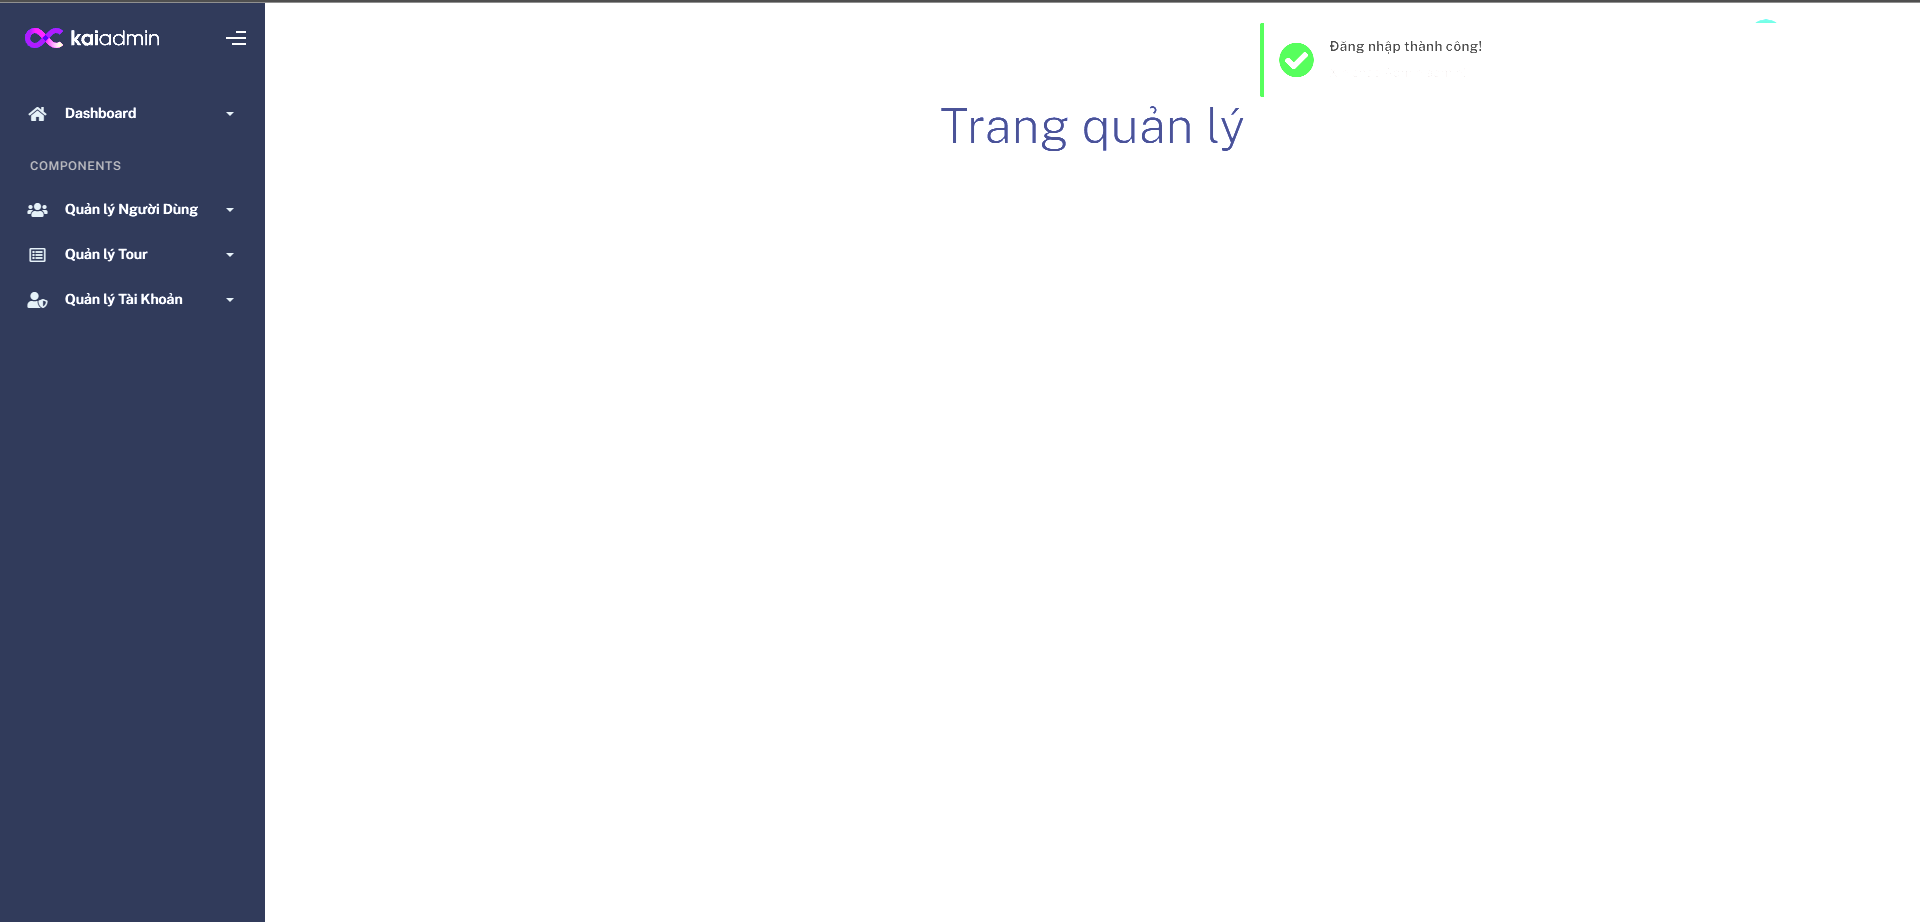 kaiadmin
Dashboard
COMPONENTS
Quản lý Người Dùng
Quản lý Tour
Quản lý Tài Khoản
Đăng nhập thành công!
Trang quản lý